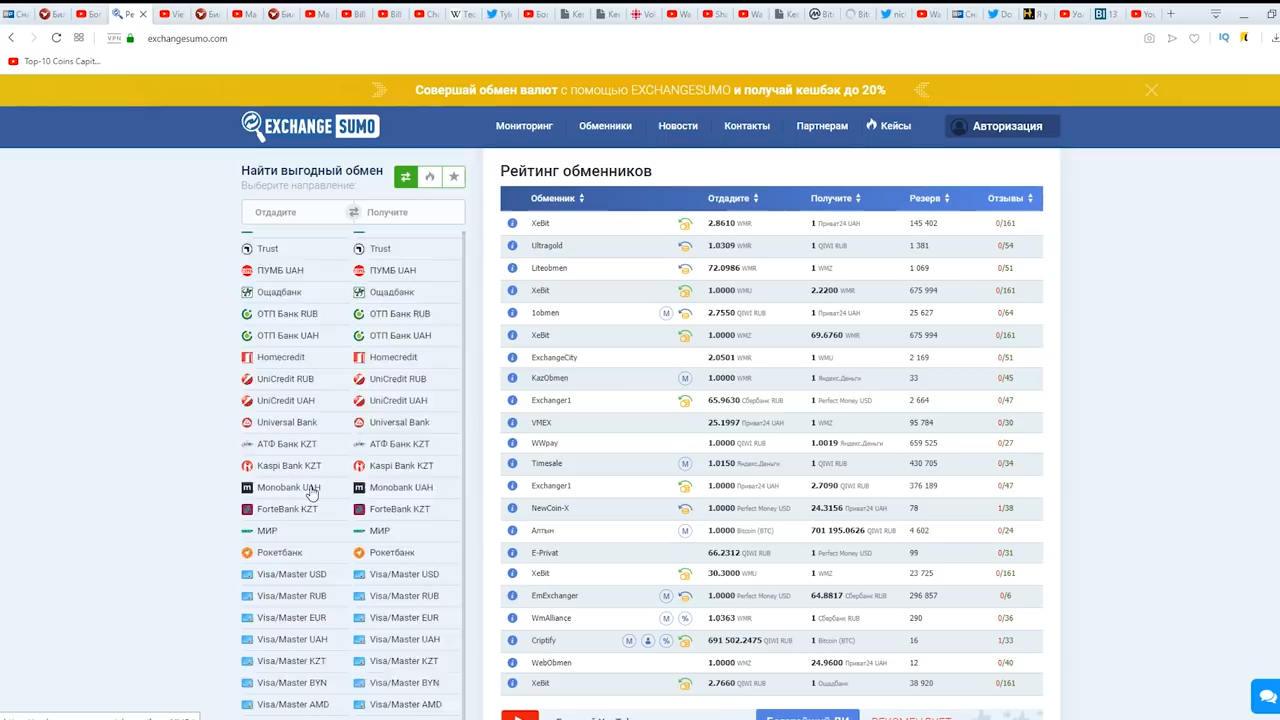 exchangesumo.com
Top-10 Coins Capit...
Совершай обмен валют с помощью EXCHANGESUMO и получай кешбэк до 20%
EXCHANGE SUMO
Мониторинг Обменники Новости Контакты Партнерам Кейсы Авторизация
Найти выгодный обмен
Выберите направление:
Отдадите Получите
Trust Trust
ПУМБ UAH ПУМБ UAH
Ощадбанк Ощадбанк
ОТП Банк RUB ОТП Банк RUB
ОТП Банк UAH ОТП Банк UAH
Homecredit Homecredit
UniCredit RUB UniCredit RUB
UniCredit UAH UniCredit UAH
Universal Bank Universal Bank
АТФ Банк KZT АТФ Банк KZT
Kaspi Bank KZT Kaspi Bank KZT
Monobank UAH Monobank UAH
ForteBank KZT ForteBank KZT
МИР МИР
Рокетбанк Рокетбанк
Visa/Master USD Visa/Master USD
Visa/Master RUB Visa/Master RUB
Visa/Master EUR Visa/Master EUR
Visa/Master UAH Visa/Master UAH
Visa/Master KZT Visa/Master KZT
Visa/Master BYN Visa/Master BYN
Visa/Master AMD Visa/Master AMD
Рейтинг обменников
Обменник Отдадите Получите Резерв Отзывы
XeBit 2.8610 WMR 1 Приват24 UAH 145 402 0/161
Ultragold 1.0309 WMR 1 QIWI RUB 1 381 0/54
Liteobmen 72.0986 WMR 1 WMZ 1 069 0/51
XeBit 1.0000 WMU 2.2200 WMR 675 994 0/161
1obmen M 2.7550 QIWI RUB 1 Приват24 UAH 25 627 0/64
XeBit 1.0000 WMZ 69.6760 WMR 675 994 0/161
ExchangeCity 2.0501 WMR 1 WMU 2 169 0/51
KazObmen M 1.0000 WMR 1 Яндекс.Деньги 33 0/45
Exchanger1 65.9630 Сбербанк RUB 1 Perfect Money USD 2 664 0/47
VMEX 25.1997 Приват24 UAH 1 WMZ 95 784 0/30
WWpay 1.0000 QIWI RUB 1.0019 Яндекс.Деньги 659 525 0/27
Timesale M 1.0150 Яндекс.Деньги 1 QIWI RUB 430 705 0/34
Exchanger1 1.0000 Приват24 UAH 2.7090 QIWI RUB 376 189 0/47
NewCoin-X 1.0000 Perfect Money USD 24.3156 Приват24 UAH 78 1/38
Алтын M 1.0000 Bitcoin (BTC) 701 195.0626 QIWI RUB 4 602 0/24
E-Privat 66.2312 QIWI RUB 1 Perfect Money USD 99 0/31
XeBit 30.3000 WMU 1 WMZ 23 725 0/161
EmExchanger M 1.0000 Perfect Money USD 64.8817 Сбербанк RUB 296 857 0/6
WmAlliance M % 1.0363 WMR 1 Сбербанк RUB 290 0/36
Criptify M % 691 502.2475 QIWI RUB 1 Bitcoin (BTC) 16 1/33
WebObmen 1.0000 WMZ 24.9600 Приват24 UAH 12 0/40
XeBit 2.7660 QIWI RUB 1 Ощадбанк 38 920 0/161